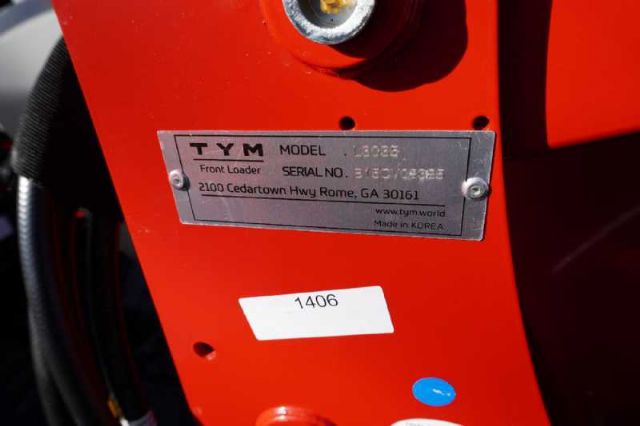 TYM MODEL
Front Loader SERIAL NO.
2100 Cedartown Hwy Rome, GA 30161
www.tym.world
Made in KOREA
1406